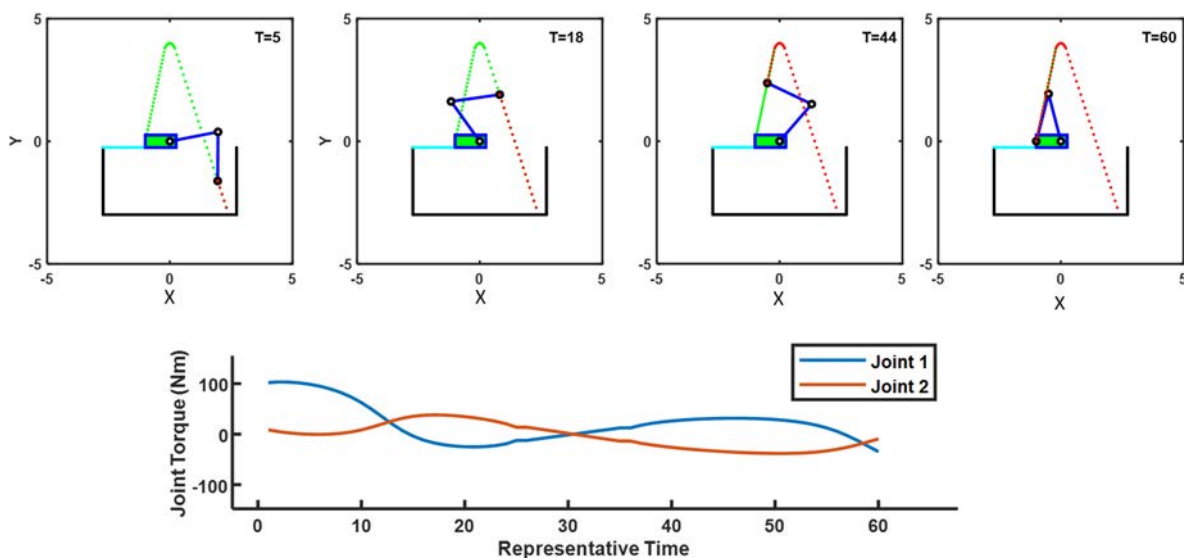 5 T=5 5 T=18 5 T=44 5 T=60
Y 0 Y 0 0 0
-5 -5 -5 -5
-5 0 5 -5 0 5 -5 0 5 -5 0 5
X X X X
Joint Torque (Nm)
100
0
-100
Joint 1
Joint 2
0 10 20 30 40 50 60
Representative Time